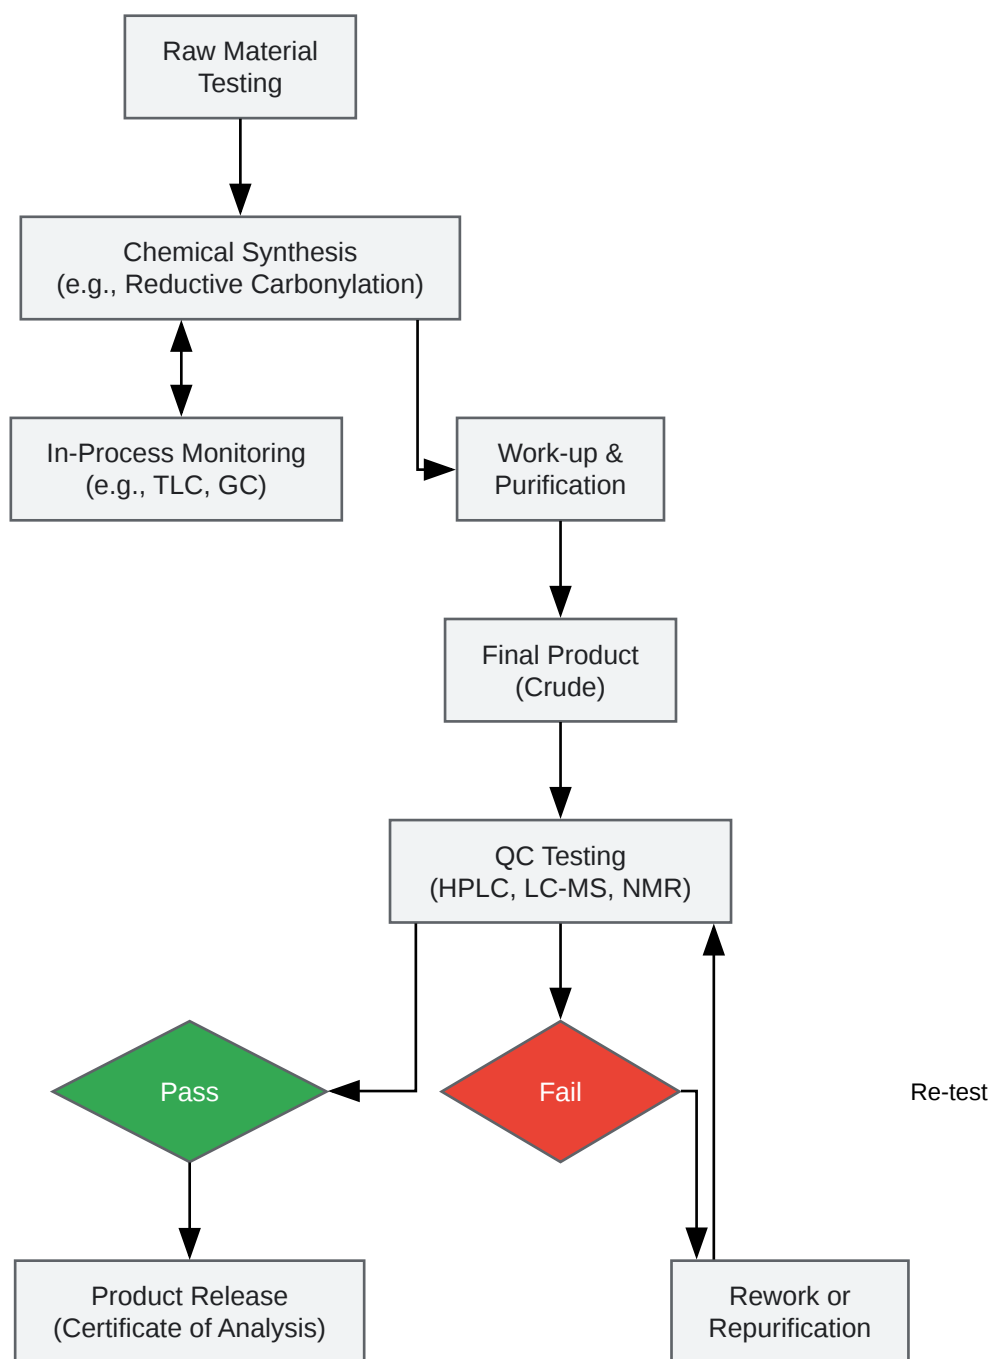 Raw Material
Testing
Chemical Synthesis
(e.g., Reductive Carbonylation)
In-Process Monitoring
(e.g., TLC, GC)
Work-up &
Purification
Final Product
(Crude)
QC Testing
(HPLC, LC-MS, NMR)
Pass
Fail
Re-test
Product Release
(Certificate of Analysis)
Rework or
Repurification